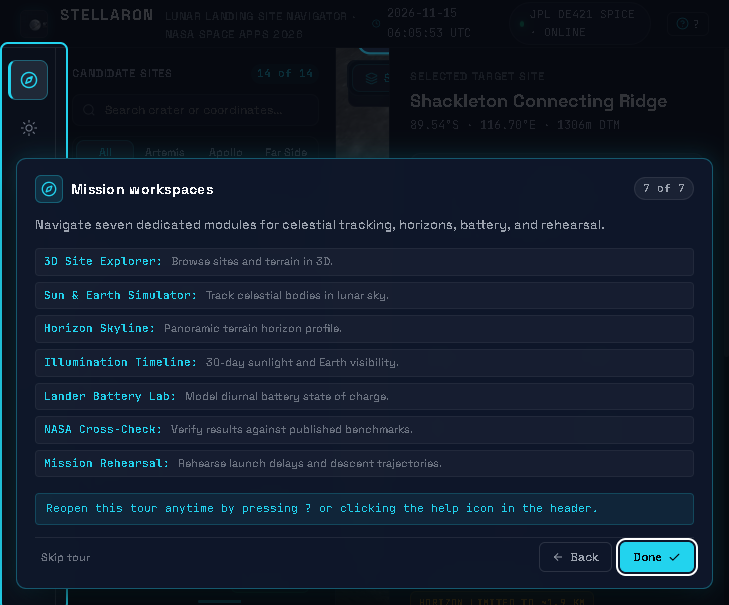 STELLARON
LUNAR LANDING SITE NAVIGATOR ·
NASA SPACE APPS 2026
2026-11-15
06:05:53 UTC
JPL DE421 SPICE
· ONLINE
?
CANDIDATE SITES
14 of 14
Search crater or coordinates...
All
Artemis
Apollo
Far Side
SELECTED TARGET SITE
Shackleton Connecting Ridge
89.54°S · 116.70°E · 1306m DTM
Mission workspaces
7 of 7
Navigate seven dedicated modules for celestial tracking, horizons, battery, and rehearsal.
3D Site Explorer: Browse sites and terrain in 3D.
Sun & Earth Simulator: Track celestial bodies in lunar sky.
Horizon Skyline: Panoramic terrain horizon profile.
Illumination Timeline: 30-day sunlight and Earth visibility.
Lander Battery Lab: Model diurnal battery state of charge.
NASA Cross-Check: Verify results against published benchmarks.
Mission Rehearsal: Rehearse launch delays and descent trajectories.
Reopen this tour anytime by pressing ? or clicking the help icon in the header.
Skip tour
← Back
Done ✓
HORIZON LIMITED TO